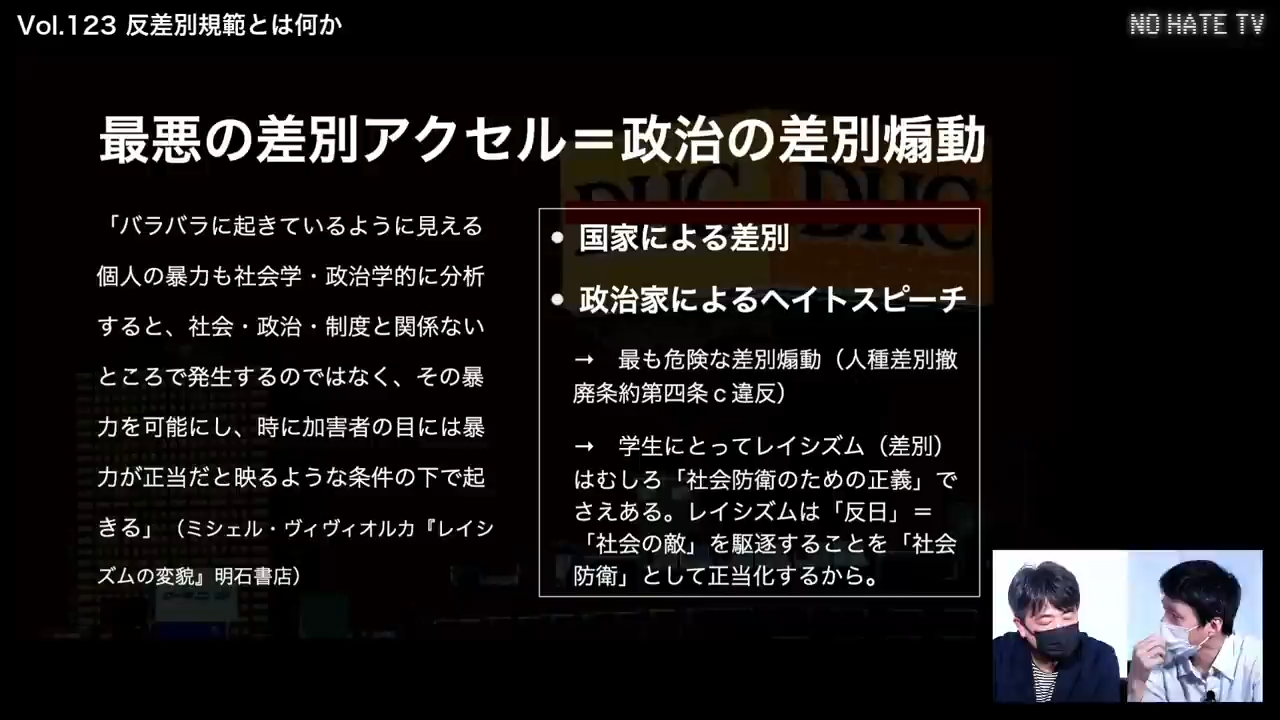 Vol.123 反差別規範とは何か
NO HATE TV
最悪の差別アクセル＝政治の差別煽動
「バラバラに起きているように見える
個人の暴力も社会学・政治学的に分析
すると、社会・政治・制度と関係ない
ところで発生するのではなく、その暴
力を可能にし、時に加害者の目には暴
力が正当だと映るような条件の下で起
きる」（ミシェル・ヴィヴィオルカ『レイシ
ズムの変貌』明石書店）
DHC DHC
• 国家による差別
• 政治家によるヘイトスピーチ
→　最も危険な差別煽動（人種差別撤
廃条約第四条ｃ違反）
→　学生にとってレイシズム（差別）
はむしろ「社会防衛のための正義」で
さえある。レイシズムは「反日」＝
「社会の敵」を駆逐することを「社会
防衛」として正当化するから。